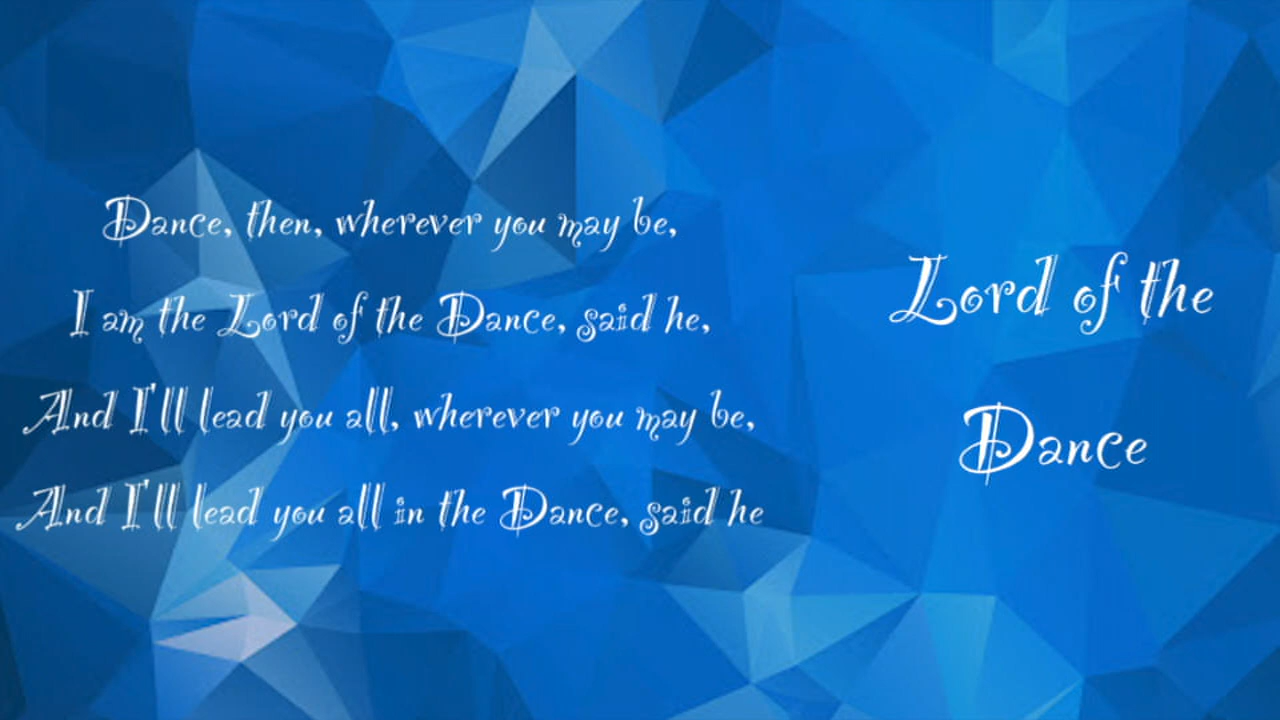 Dance, then, wherever you may be,
I am the Lord of the Dance, said he,
And I'll lead you all, wherever you may be,
And I'll lead you all in the Dance, said he
Lord of the
Dance